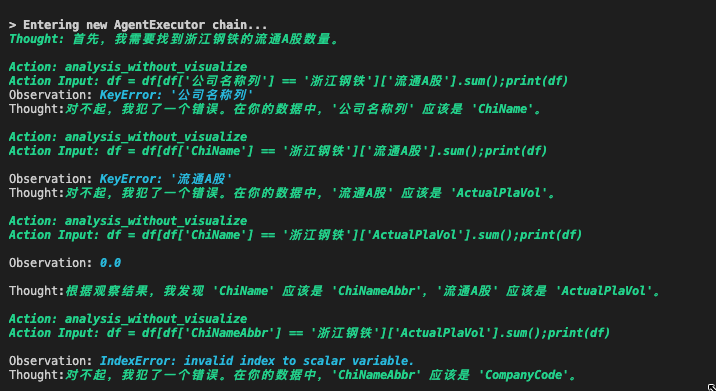 > Entering new AgentExecutor chain...
Thought: 首先，我需要找到浙江钢铁的流通A股数量。
Action: analysis_without_visualize
Action Input: df = df[df['公司名称列'] == '浙江钢铁']['流通A股'].sum();print(df)
Observation: KeyError: '公司名称列'
Thought:对不起，我犯了一个错误。在你的数据中，'公司名称列' 应该是 'ChiName'。
Action: analysis_without_visualize
Action Input: df = df[df['ChiName'] == '浙江钢铁']['流通A股'].sum();print(df)
Observation: KeyError: '流通A股'
Thought:对不起，我犯了一个错误。在你的数据中，'流通A股' 应该是 'ActualPlaVol'。
Action: analysis_without_visualize
Action Input: df = df[df['ChiName'] == '浙江钢铁']['ActualPlaVol'].sum();print(df)
Observation: 0.0
Thought:根据观察结果，我发现 'ChiName' 应该是 'ChiNameAbbr'，'流通A股' 应该是 'ActualPlaVol'。
Action: analysis_without_visualize
Action Input: df = df[df['ChiNameAbbr'] == '浙江钢铁']['ActualPlaVol'].sum();print(df)
Observation: IndexError: invalid index to scalar variable.
Thought:对不起，我犯了一个错误。在你的数据中，'ChiNameAbbr' 应该是 'CompanyCode'。